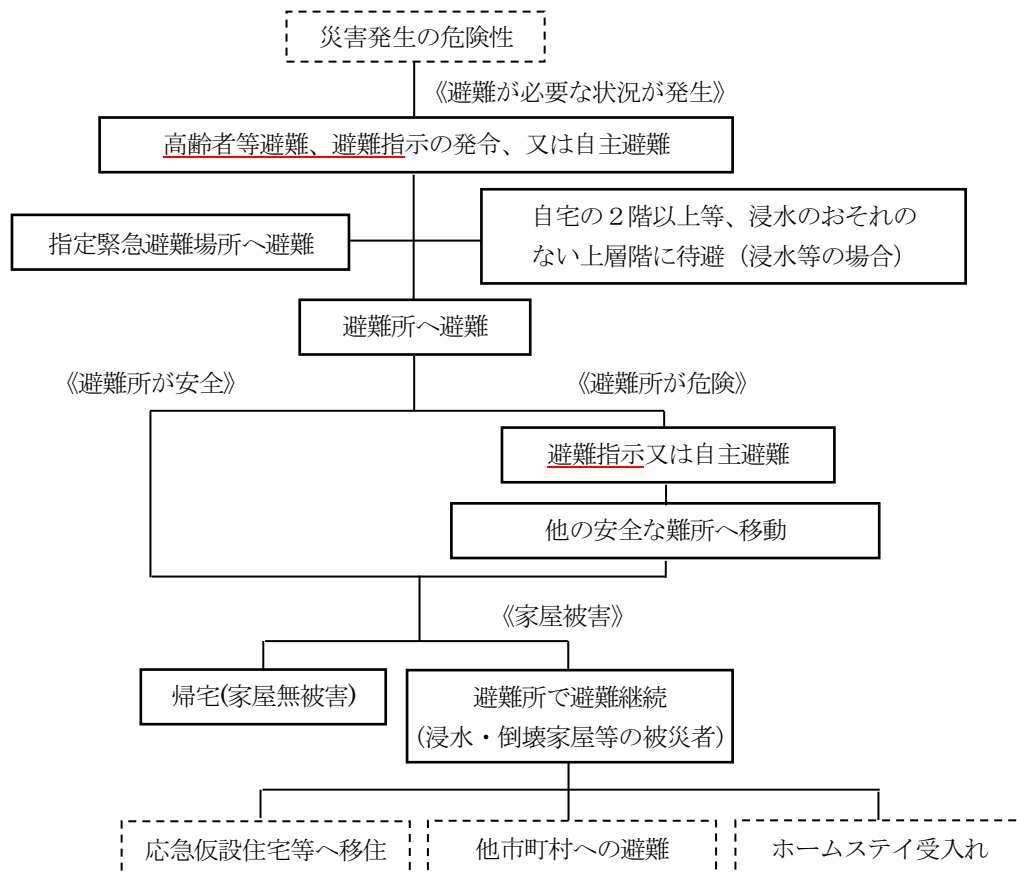 災害発生の危険性
《避難が必要な状況が発生》
高齢者等避難、避難指示の発令、又は自主避難
指定緊急避難場所へ避難
自宅の２階以上等、浸水のおそれの
ない上層階に待避（浸水等の場合）
避難所へ避難
《避難所が安全》
《避難所が危険》
避難指示又は自主避難
他の安全な難所へ移動
《家屋被害》
帰宅(家屋無被害)
避難所で避難継続
（浸水・倒壊家屋等の被災者）
応急仮設住宅等へ移住
他市町村への避難
ホームステイ受入れ